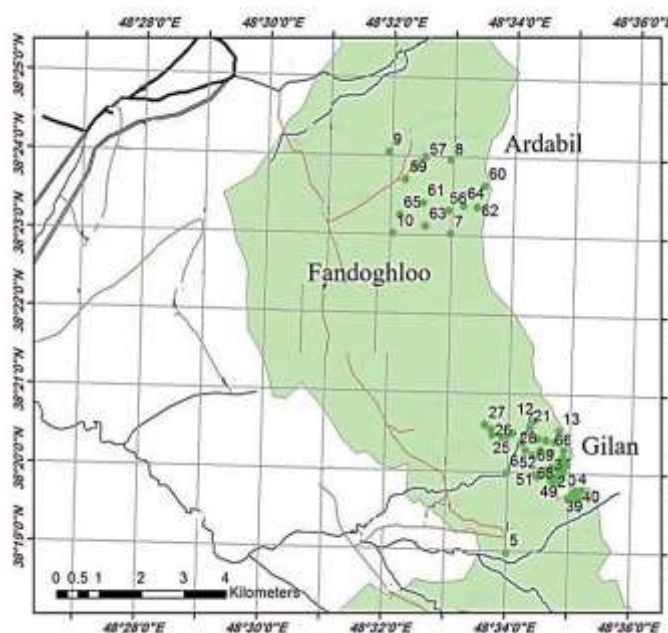 48°28'0"E 48°30'0"E 48°32'0"E 48°34'0"E 48°36'0"E
38°25'0"N
38°24'0"N
38°23'0"N
38°22'0"N
38°21'0"N
38°20'0"N
38°19'0"N
9 57 8
Ardabil
59 60
61 56 64
65 63 62
10 7
Fandoghloo
27 12 21 13
26 28 66
Gilan
25 52 69
51
49 40
39
5
0 0.5 1 2 3 4
Kilometers
48°28'0"E 48°30'0"E 48°32'0"E 48°34'0"E 48°36'0"E